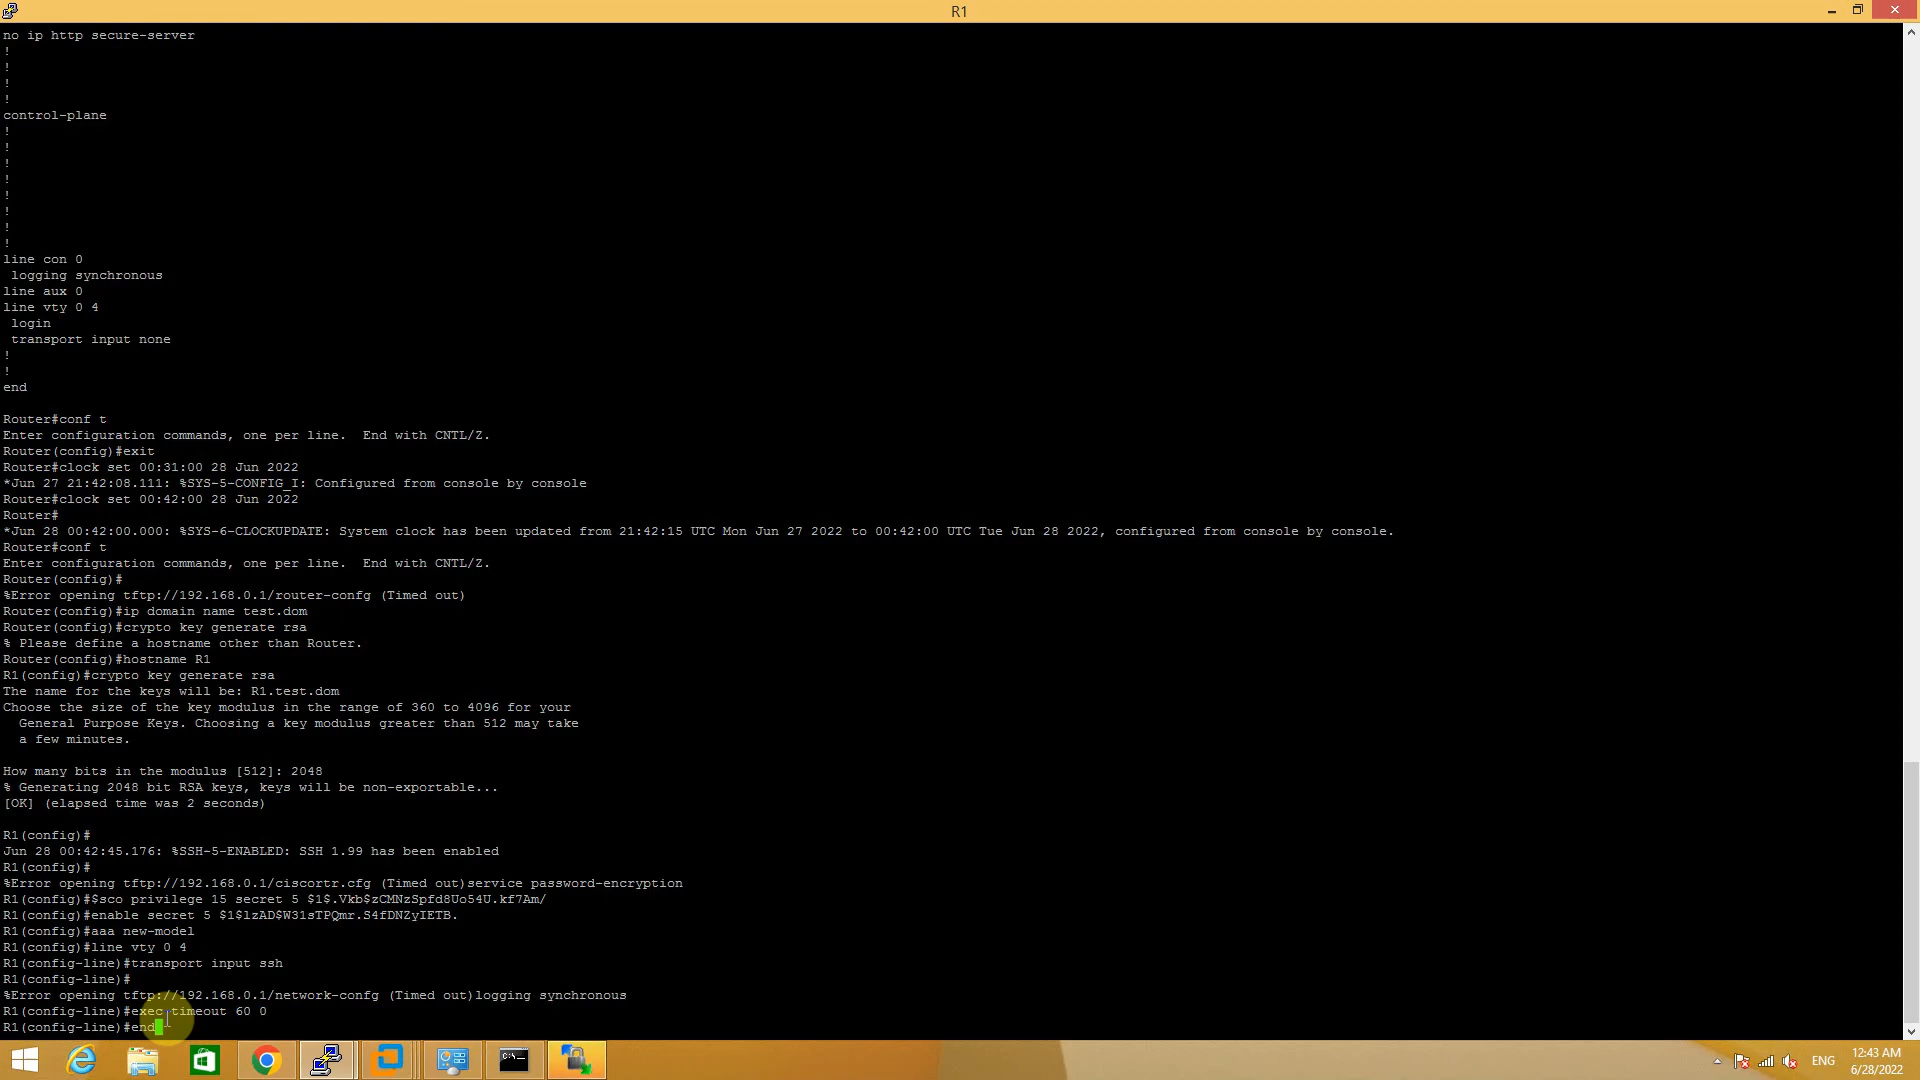 R1
no ip http secure-server
!
!
!
!
control-plane
!
!
!
!
!
!
!
!
line con 0
 logging synchronous
line aux 0
line vty 0 4
 login
 transport input none
!
!
end
Router#conf t
Enter configuration commands, one per line.  End with CNTL/Z.
Router(config)#exit
Router#clock set 00:31:00 28 Jun 2022
*Jun 27 21:42:08.111: %SYS-5-CONFIG_I: Configured from console by console
Router#clock set 00:42:00 28 Jun 2022
Router#
*Jun 28 00:42:00.000: %SYS-6-CLOCKUPDATE: System clock has been updated from 21:42:15 UTC Mon Jun 27 2022 to 00:42:00 UTC Tue Jun 28 2022, configured from console by console.
Router#conf t
Enter configuration commands, one per line.  End with CNTL/Z.
Router(config)#
%Error opening tftp://192.168.0.1/router-confg (Timed out)
Router(config)#ip domain name test.dom
Router(config)#crypto key generate rsa
% Please define a hostname other than Router.
Router(config)#hostname R1
R1(config)#crypto key generate rsa
The name for the keys will be: R1.test.dom
Choose the size of the key modulus in the range of 360 to 4096 for your
  General Purpose Keys. Choosing a key modulus greater than 512 may take
  a few minutes.
How many bits in the modulus [512]: 2048
% Generating 2048 bit RSA keys, keys will be non-exportable...
[OK] (elapsed time was 2 seconds)
R1(config)#
Jun 28 00:42:45.176: %SSH-5-ENABLED: SSH 1.99 has been enabled
R1(config)#
%Error opening tftp://192.168.0.1/ciscortr.cfg (Timed out)service password-encryption
R1(config)#$sco privilege 15 secret 5 $1$.Vkb$zCMNzSpfd8Uo54U.kf7Am/
R1(config)#enable secret 5 $1$lzAD$W31sTPQmr.S4fDNZyIETB.
R1(config)#aaa new-model
R1(config)#line vty 0 4
R1(config-line)#transport input ssh
R1(config-line)#
%Error opening tftp://192.168.0.1/network-confg (Timed out)logging synchronous
R1(config-line)#exec-timeout 60 0
R1(config-line)#end
ENG
12:43 AM
6/28/2022